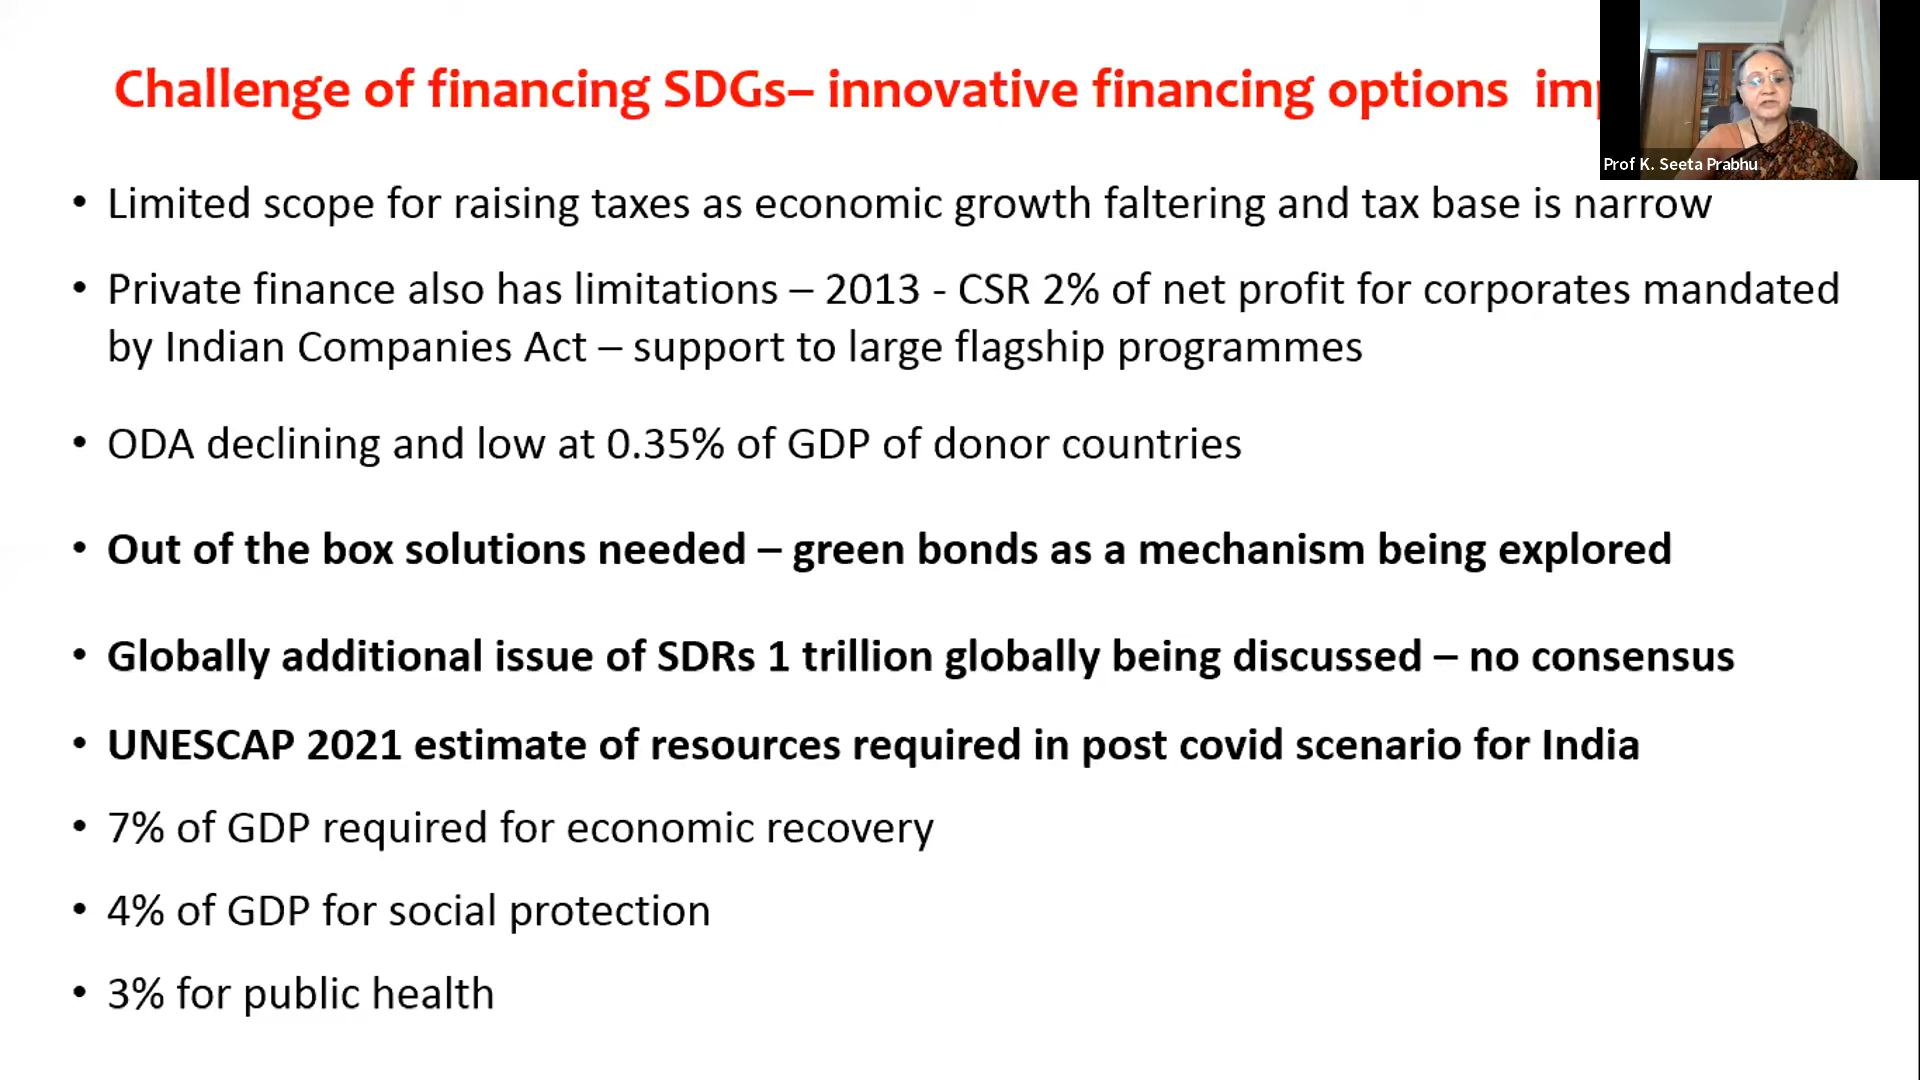 Challenge of financing SDGs– innovative financing options
Prof K. Seeta Prabhu
• Limited scope for raising taxes as economic growth faltering and tax base is narrow
• Private finance also has limitations – 2013 - CSR 2% of net profit for corporates mandated
by Indian Companies Act – support to large flagship programmes
• ODA declining and low at 0.35% of GDP of donor countries
• Out of the box solutions needed – green bonds as a mechanism being explored
• Globally additional issue of SDRs 1 trillion globally being discussed – no consensus
• UNESCAP 2021 estimate of resources required in post covid scenario for India
• 7% of GDP required for economic recovery
• 4% of GDP for social protection
• 3% for public health